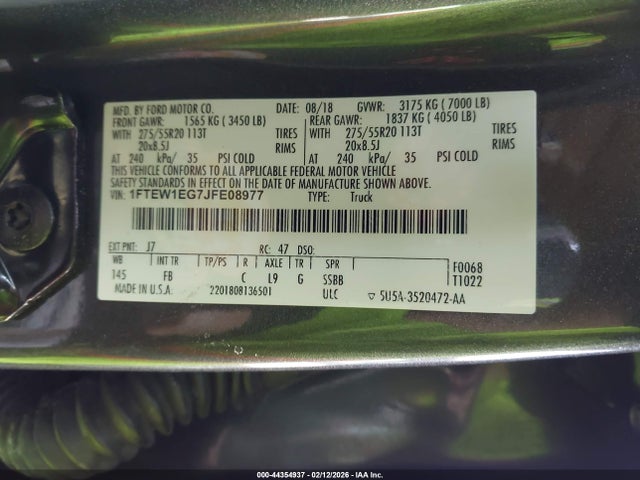 MFD. BY FORD MOTOR CO. DATE: 08/18 GVWR: 3175 KG ( 7000 LB)
FRONT GAWR: 1565 KG ( 3450 LB) REAR GAWR: 1837 KG ( 4050 LB)
WITH 275/55R20 113T TIRES WITH 275/55R20 113T TIRES
20x8.5J RIMS 20x8.5J RIMS
AT 240 kPa/ 35 PSI COLD AT 240 kPa/ 35 PSI COLD
THIS VEHICLE CONFORMS TO ALL APPLICABLE FEDERAL MOTOR VEHICLE
SAFETY STANDARDS IN EFFECT ON THE DATE OF MANUFACTURE SHOWN ABOVE.
VIN: 1FTEW1EG7JFE08977 TYPE: Truck
EXT PNT: J7 RC: 47 DSO:
WB INT TR TP/PS R AXLE TR SPR F0068
145 FB C L9 G SSBB T1022
MADE IN U.S.A. 2201808136501 ULC 5U5A-3520472-AA
000-44354937 - 02/12/2026 - IAA Inc.